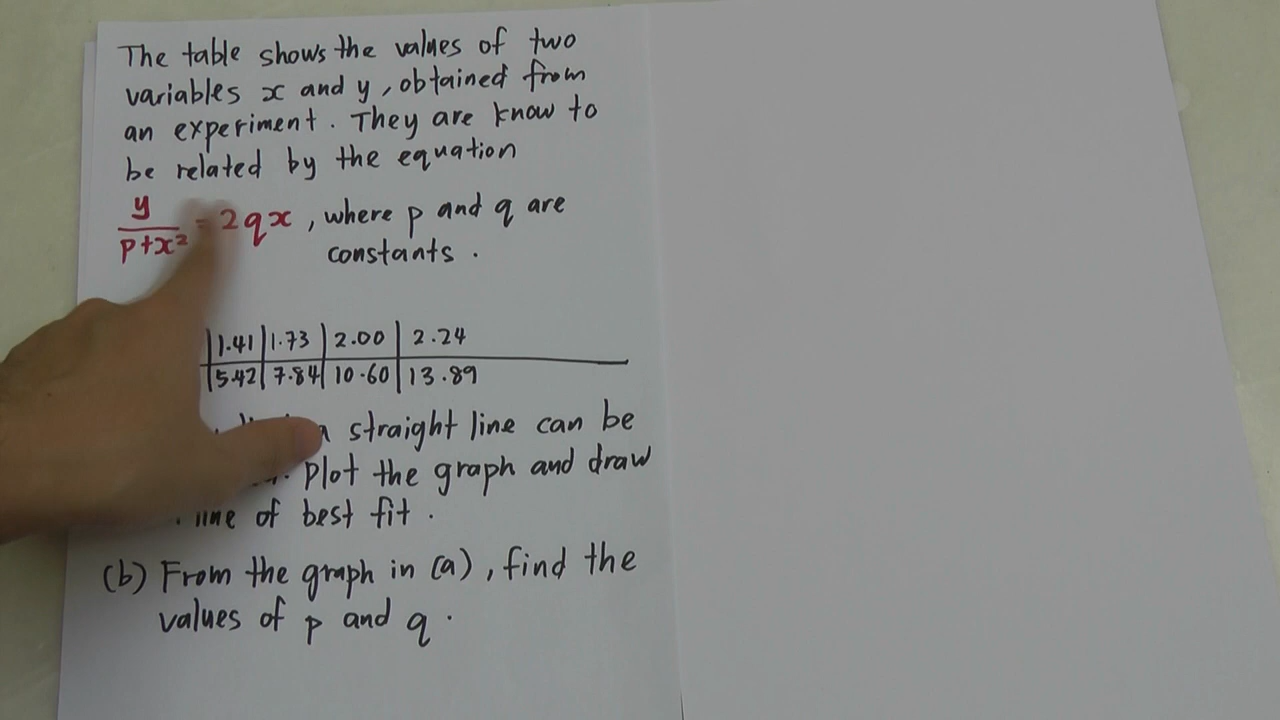 The table shows the values of two
variables x and y, obtained from
an experiment. They are know to
be related by the equation
y/(p+x²) = 2qx, where p and q are
constants.
1.41 | 1.73 | 2.00 | 2.24
5.42 | 7.84 | 10.60 | 13.89
a straight line can be
Plot the graph and draw
line of best fit.
(b) From the graph in (a), find the
values of p and q.